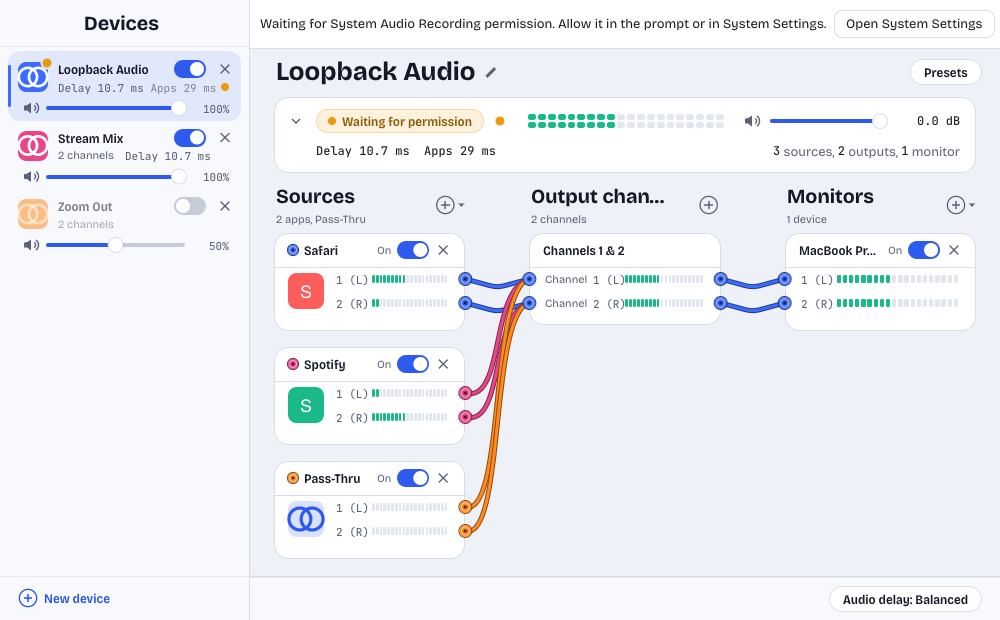 Devices
Loopback Audio
Delay 10.7 ms Apps 29 ms
100%
Stream Mix
2 channels Delay 10.7 ms
100%
Zoom Out
2 channels
50%
New device
Waiting for System Audio Recording permission. Allow it in the prompt or in System Settings.
Open System Settings
Loopback Audio
Presets
Waiting for permission
0.0 dB
Delay 10.7 ms Apps 29 ms
3 sources, 2 outputs, 1 monitor
Sources
2 apps, Pass-Thru
Safari On
S
1 (L)
2 (R)
Spotify On
S
1 (L)
2 (R)
Pass-Thru On
1 (L)
2 (R)
Output chan...
2 channels
Channels 1 & 2
Channel 1 (L)
Channel 2 (R)
Monitors
1 device
MacBook Pr... On
1 (L)
2 (R)
Audio delay: Balanced